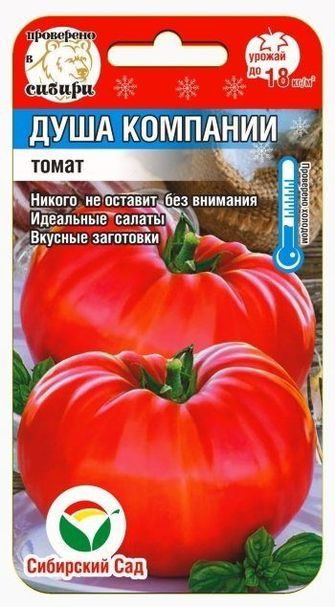 проверено
в
сибири
урожай
до 18 кг/м²
ДУША КОМПАНИИ
томат
Никого не оставит без внимания
Идеальные салаты
Вкусные заготовки
Проверено холодом
Сибирский Сад